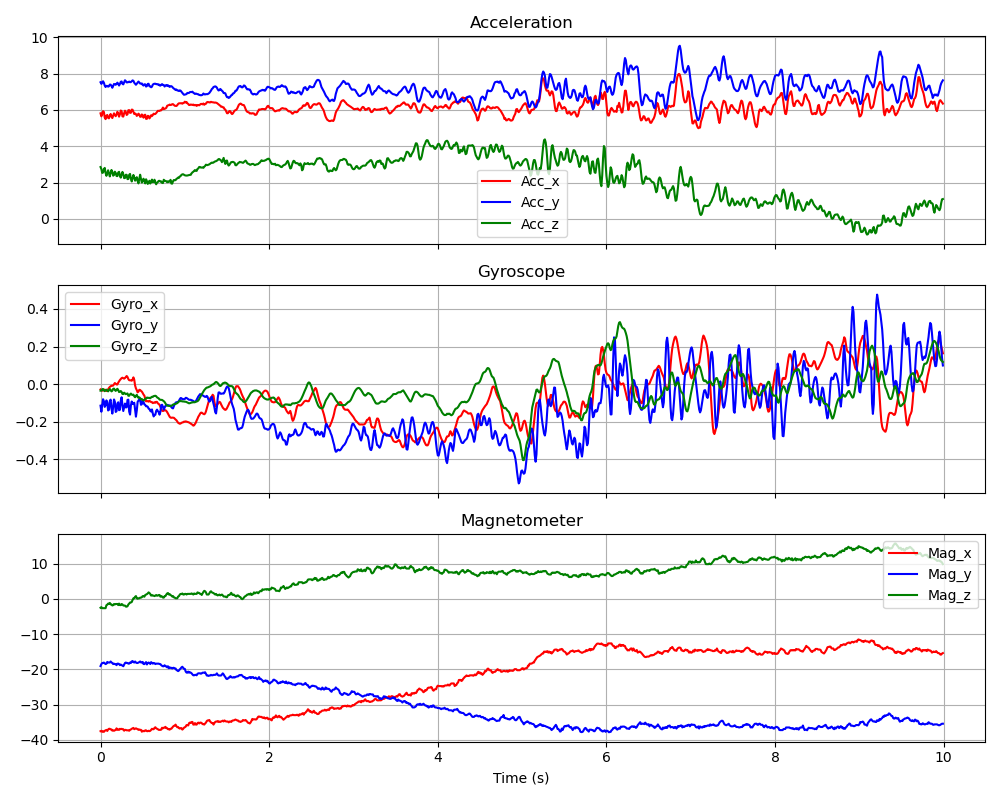 Acceleration
10
8
6
4
2
0
Acc_x
Acc_y
Acc_z
Gyroscope
0.4
0.2
0.0
−0.2
−0.4
Gyro_x
Gyro_y
Gyro_z
Magnetometer
10
0
−10
−20
−30
−40
Mag_x
Mag_y
Mag_z
0 2 4 6 8 10
Time (s)